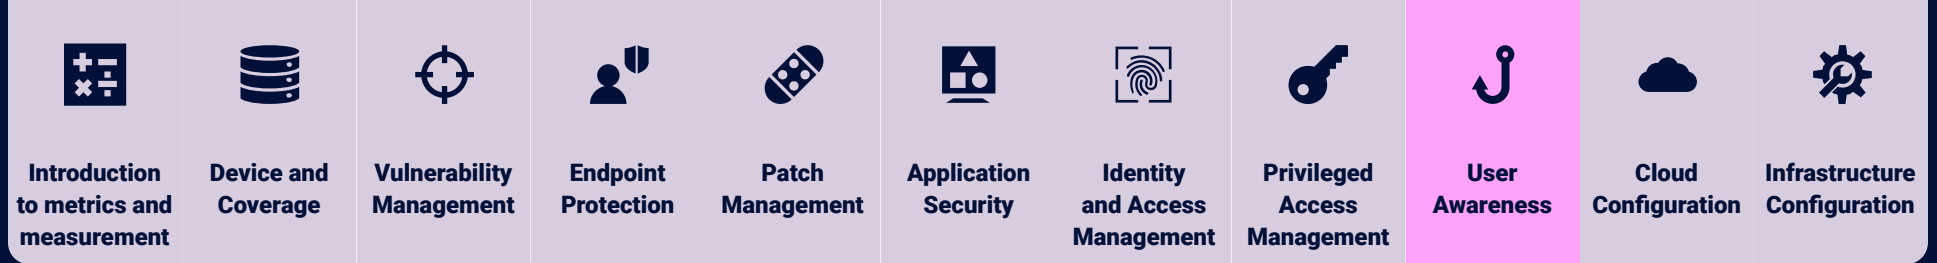 Introduction
to metrics and
measurement
Device and
Coverage
Vulnerability
Management
Endpoint
Protection
Patch
Management
Application
Security
Identity
and Access
Management
Privileged
Access
Management
User
Awareness
Cloud
Configuration
Infrastructure
Configuration